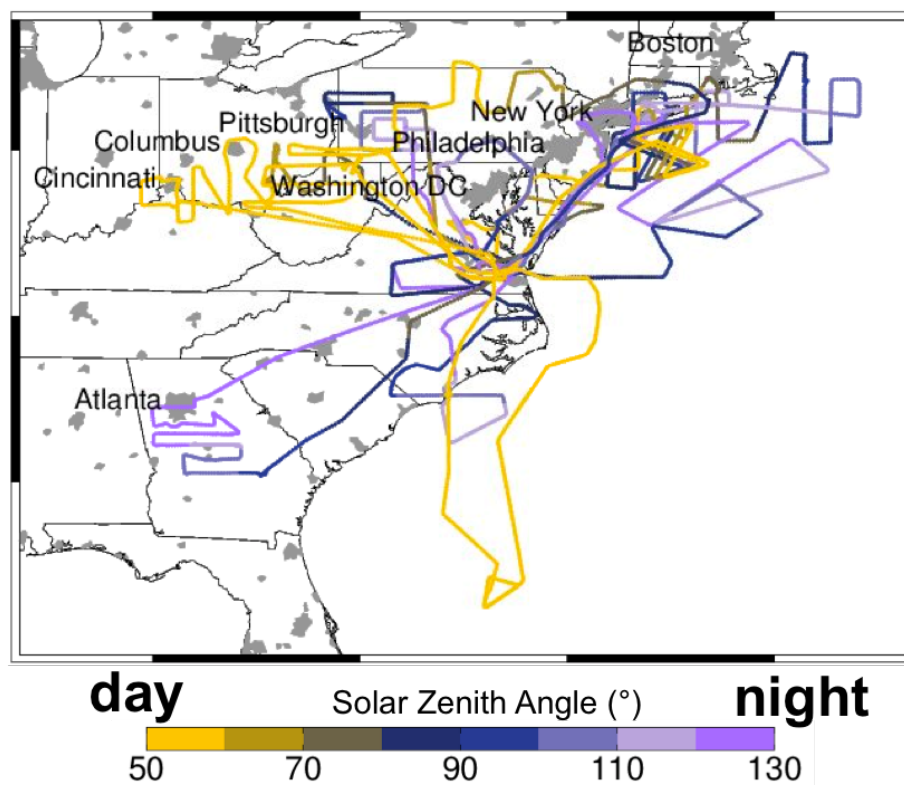 Boston
New York
Pittsburgh
Columbus
Philadelphia
Cincinnati
Washington DC
Atlanta
day
Solar Zenith Angle (°)
night
50 70 90 110 130